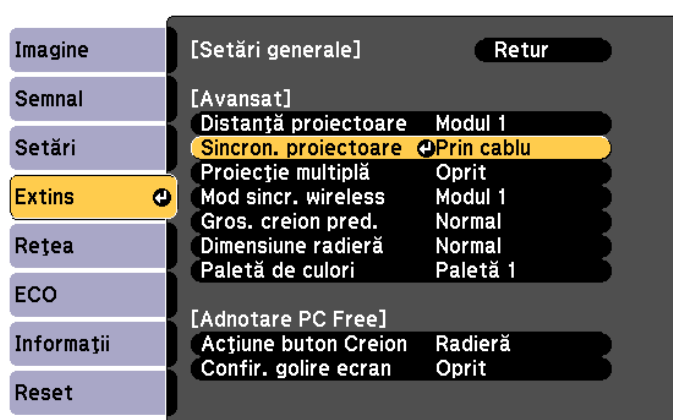 Imagine
Semnal
Setări
Extins
Reţea
ECO
Informaţii
Reset
[Setări generale] Retur
[Avansat]
Distanţă proiectoare Modul 1
Sincron. proiectoare Prin cablu
Proiecţie multiplă Oprit
Mod sincr. wireless Modul 1
Gros. creion pred. Normal
Dimensiune radieră Normal
Paletă de culori Paletă 1
[Adnotare PC Free]
Acţiune buton Creion Radieră
Confir. golire ecran Oprit